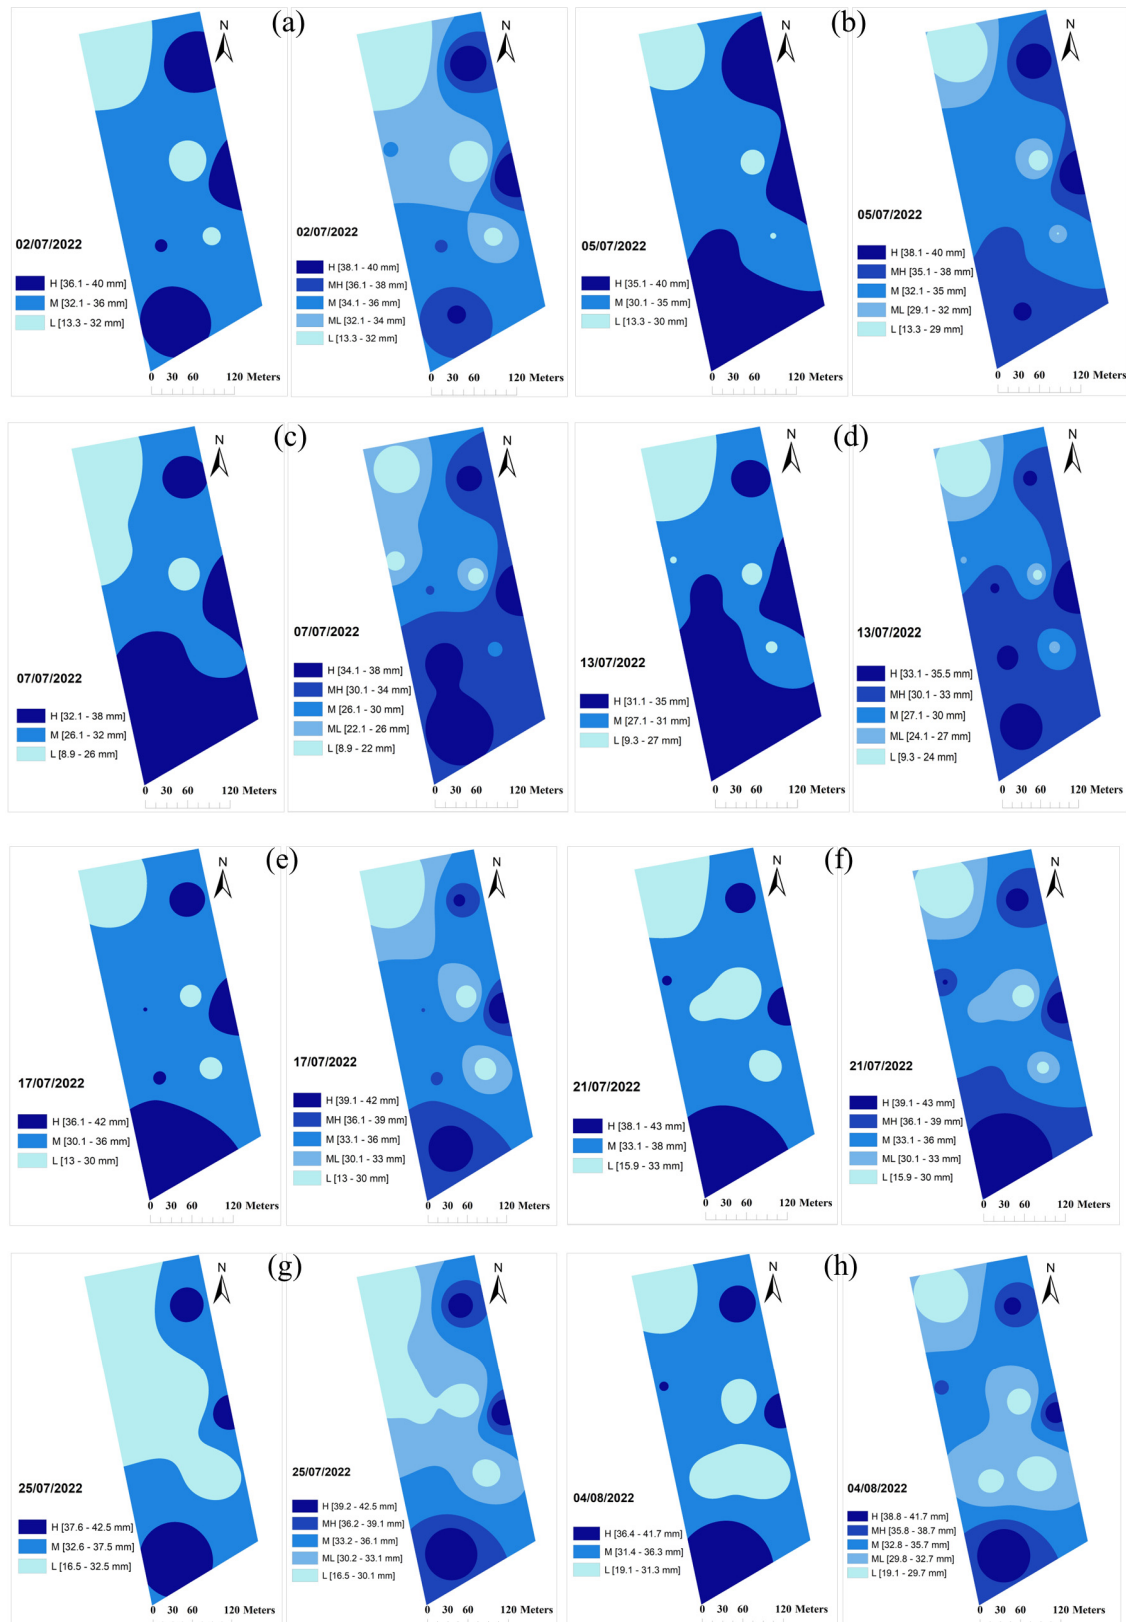 (a)
N
N
02/07/2022
H [36.1 - 40 mm]
M [32.1 - 36 mm]
L [13.3 - 32 mm]
0 30 60 120 Meters
02/07/2022
H [38.1 - 40 mm]
MH [36.1 - 38 mm]
M [34.1 - 36 mm]
ML [32.1 - 34 mm]
L [13.3 - 32 mm]
0 30 60 120 Meters
(b)
N
N
05/07/2022
H [35.1 - 40 mm]
M [30.1 - 35 mm]
L [13.3 - 30 mm]
0 30 60 120 Meters
05/07/2022
H [38.1 - 40 mm]
MH [35.1 - 38 mm]
M [32.1 - 35 mm]
ML [29.1 - 32 mm]
L [13.3 - 29 mm]
0 30 60 120 Meters
(c)
N
N
07/07/2022
H [32.1 - 38 mm]
M [26.1 - 32 mm]
L [8.9 - 26 mm]
0 30 60 120 Meters
07/07/2022
H [34.1 - 38 mm]
MH [30.1 - 34 mm]
M [26.1 - 30 mm]
ML [22.1 - 26 mm]
L [8.9 - 22 mm]
0 30 60 120 Meters
(d)
N
N
13/07/2022
H [31.1 - 35 mm]
M [27.1 - 31 mm]
L [9.3 - 27 mm]
0 30 60 120 Meters
13/07/2022
H [33.1 - 35.5 mm]
MH [30.1 - 33 mm]
M [27.1 - 30 mm]
ML [24.1 - 27 mm]
L [9.3 - 24 mm]
0 30 60 120 Meters
(e)
N
N
17/07/2022
H [36.1 - 42 mm]
M [30.1 - 36 mm]
L [13 - 30 mm]
0 30 60 120 Meters
17/07/2022
H [39.1 - 42 mm]
MH [36.1 - 39 mm]
M [33.1 - 36 mm]
ML [30.1 - 33 mm]
L [13 - 30 mm]
0 30 60 120 Meters
(f)
N
N
21/07/2022
H [38.1 - 43 mm]
M [33.1 - 38 mm]
L [15.9 - 33 mm]
0 30 60 120 Meters
21/07/2022
H [39.1 - 43 mm]
MH [36.1 - 39 mm]
M [33.1 - 36 mm]
ML [30.1 - 33 mm]
L [15.9 - 30 mm]
0 30 60 120 Meters
(g)
N
N
25/07/2022
H [37.6 - 42.5 mm]
M [32.6 - 37.5 mm]
L [16.5 - 32.5 mm]
0 30 60 120 Meters
25/07/2022
H [39.2 - 42.5 mm]
MH [36.2 - 39.1 mm]
M [33.2 - 36.1 mm]
ML [30.2 - 33.1 mm]
L [16.5 - 30.1 mm]
0 30 60 120 Meters
(h)
N
N
04/08/2022
H [36.4 - 41.7 mm]
M [31.4 - 36.3 mm]
L [19.1 - 31.3 mm]
0 30 60 120 Meters
04/08/2022
H [38.8 - 41.7 mm]
MH [35.8 - 38.7 mm]
M [32.8 - 35.7 mm]
ML [29.8 - 32.7 mm]
L [19.1 - 29.7 mm]
0 30 60 120 Meters